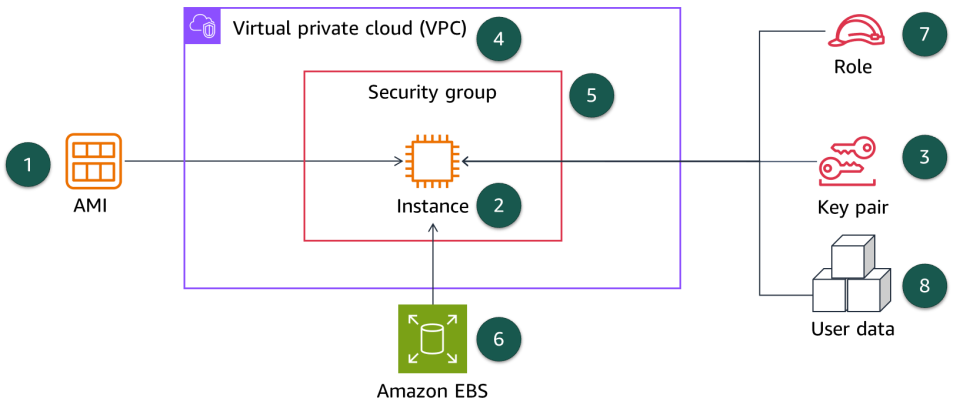 Virtual private cloud (VPC)
4
7
Role
Security group
5
1
AMI
Instance
2
3
Key pair
8
User data
6
Amazon EBS